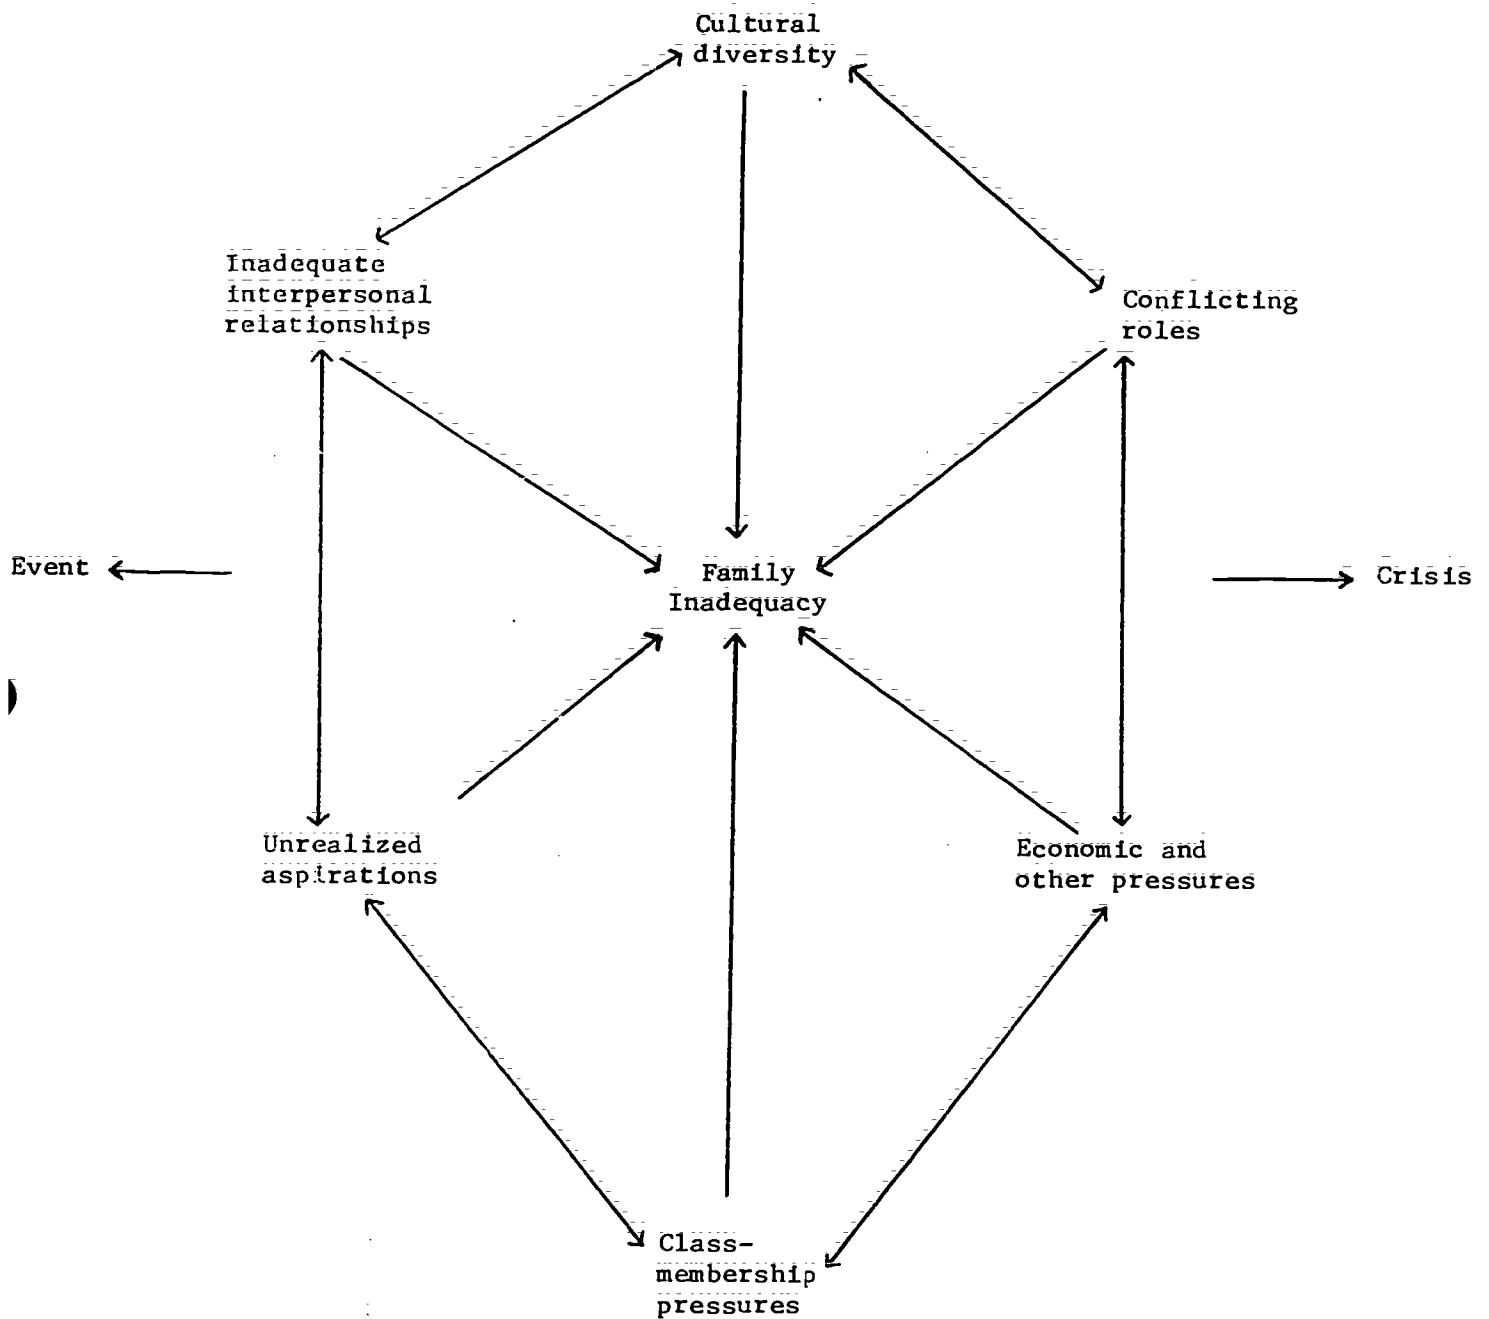 Cultural
diversity
Inadequate
interpersonal
relationships
Conflicting
roles
Event
Family
Inadequacy
Crisis
Unrealized
aspirations
Economic and
other pressures
Class-
membership
pressures